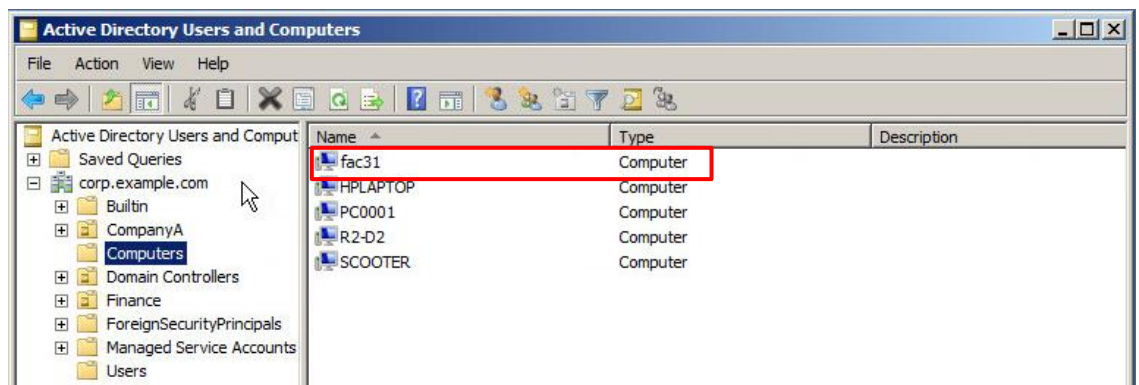 Active Directory Users and Computers
File Action View Help
Active Directory Users and Comput
Saved Queries
corp.example.com
Builtin
CompanyA
Computers
Domain Controllers
Finance
ForeignSecurityPrincipals
Managed Service Accounts
Users
Name Type Description
fac31 Computer
HPLAPTOP Computer
PC0001 Computer
R2-D2 Computer
SCOOTER Computer